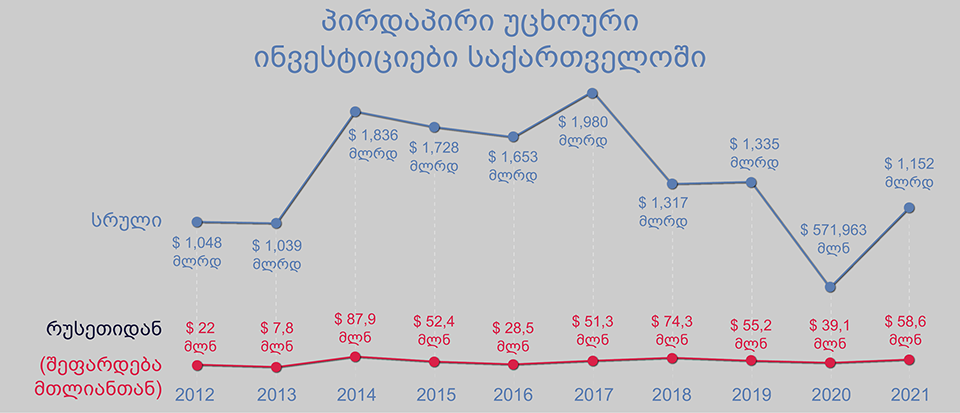 პირდაპირი უცხოური
ინვესტიციები საქართველოში
$ 1,836
მლრდ
$ 1,728
მლრდ
$ 1,653
მლრდ
$ 1,980
მლრდ
$ 1,317
მლრდ
$ 1,335
მლრდ
$ 571,963
მლნ
$ 1,152
მლრდ
სრული
$ 1,048
მლრდ
$ 1,039
მლრდ
რუსეთიდან
(შეფარდება
მთლიანთან)
$ 22
მლნ
$ 7,8
მლნ
$ 87,9
მლნ
$ 52,4
მლნ
$ 28,5
მლნ
$ 51,3
მლნ
$ 74,3
მლნ
$ 55,2
მლნ
$ 39,1
მლნ
$ 58,6
მლნ
2012 2013 2014 2015 2016 2017 2018 2019 2020 2021